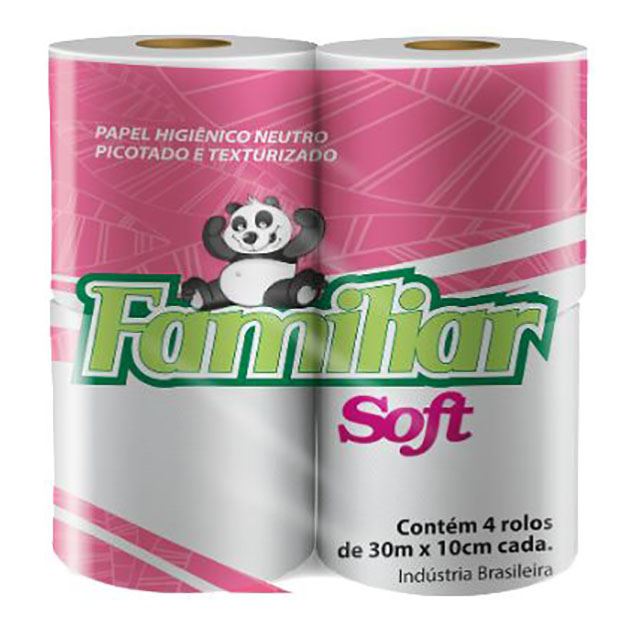 PAPEL HIGIÊNICO NEUTRO
PICOTADO E TEXTURIZADO
Familiar
Soft
Contém 4 rolos
de 30m x 10cm cada.
Indústria Brasileira